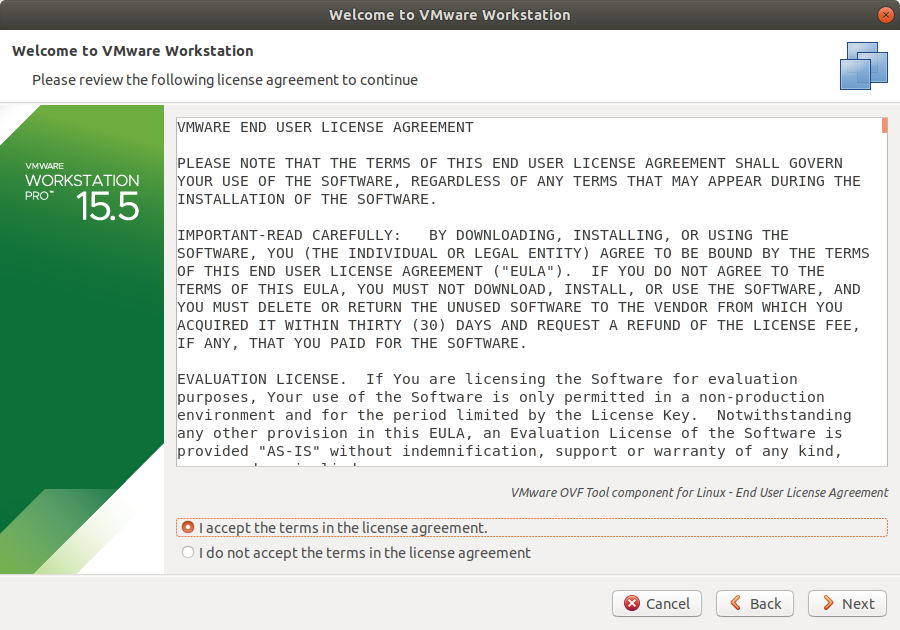 Welcome to VMware Workstation
Welcome to VMware Workstation
Please review the following license agreement to continue
VMWARE
WORKSTATION
PRO™
15.5
VMWARE END USER LICENSE AGREEMENT
PLEASE NOTE THAT THE TERMS OF THIS END USER LICENSE AGREEMENT SHALL GOVERN
YOUR USE OF THE SOFTWARE, REGARDLESS OF ANY TERMS THAT MAY APPEAR DURING THE
INSTALLATION OF THE SOFTWARE.
IMPORTANT-READ CAREFULLY:   BY DOWNLOADING, INSTALLING, OR USING THE
SOFTWARE, YOU (THE INDIVIDUAL OR LEGAL ENTITY) AGREE TO BE BOUND BY THE TERMS
OF THIS END USER LICENSE AGREEMENT ("EULA").  IF YOU DO NOT AGREE TO THE
TERMS OF THIS EULA, YOU MUST NOT DOWNLOAD, INSTALL, OR USE THE SOFTWARE, AND
YOU MUST DELETE OR RETURN THE UNUSED SOFTWARE TO THE VENDOR FROM WHICH YOU
ACQUIRED IT WITHIN THIRTY (30) DAYS AND REQUEST A REFUND OF THE LICENSE FEE,
IF ANY, THAT YOU PAID FOR THE SOFTWARE.
EVALUATION LICENSE.  If You are licensing the Software for evaluation
purposes, Your use of the Software is only permitted in a non-production
environment and for the period limited by the License Key.  Notwithstanding
any other provision in this EULA, an Evaluation License of the Software is
provided "AS-IS" without indemnification, support or warranty of any kind,
VMware OVF Tool component for Linux - End User License Agreement
I accept the terms in the license agreement.
I do not accept the terms in the license agreement
Cancel
Back
Next